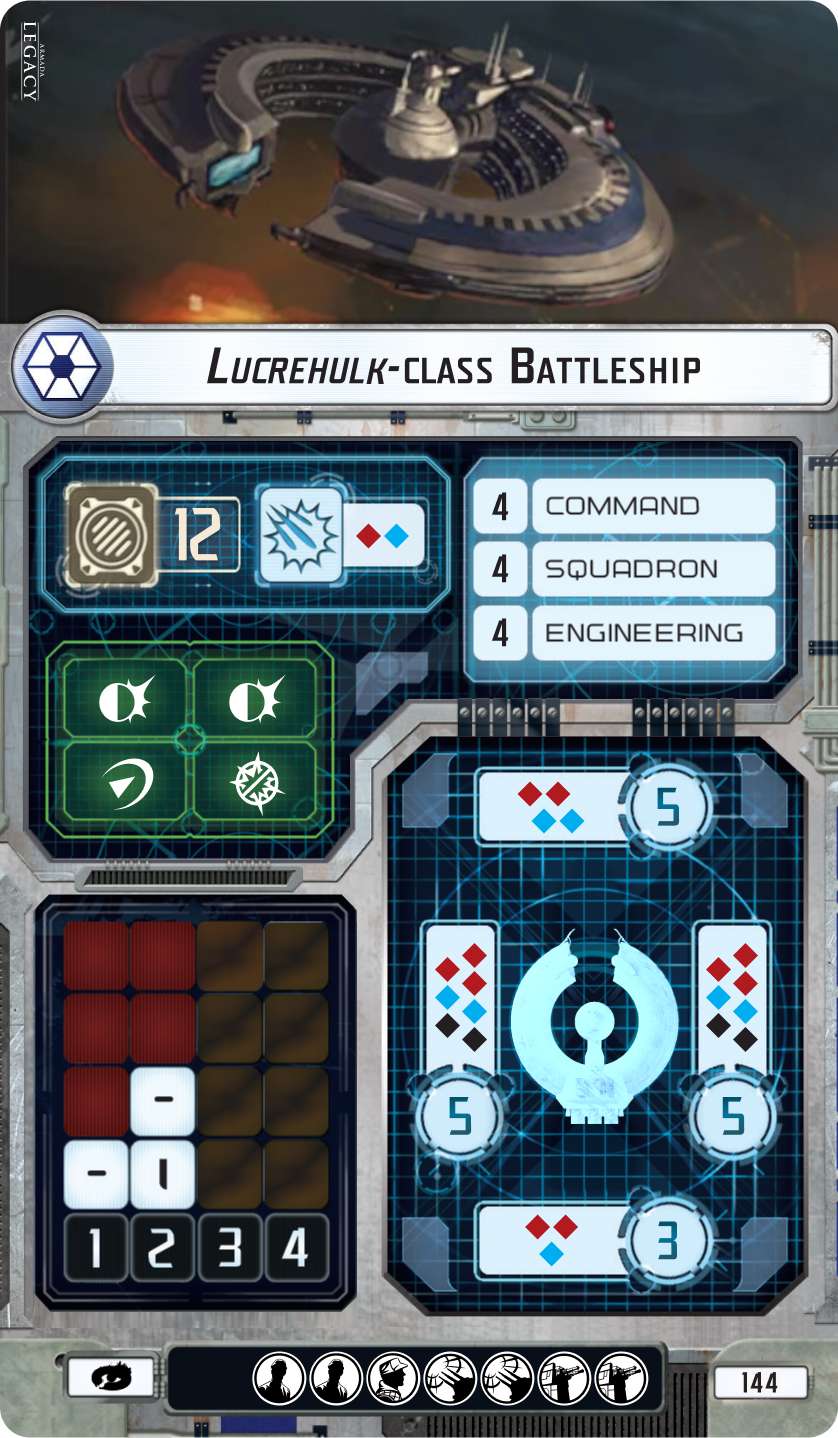 ARMADA
LEGACY
LUCREHULK-CLASS BATTLESHIP
12
4 COMMAND
4 SQUADRON
4 ENGINEERING
5
5 5
3
-
- 1
1 2 3 4
144